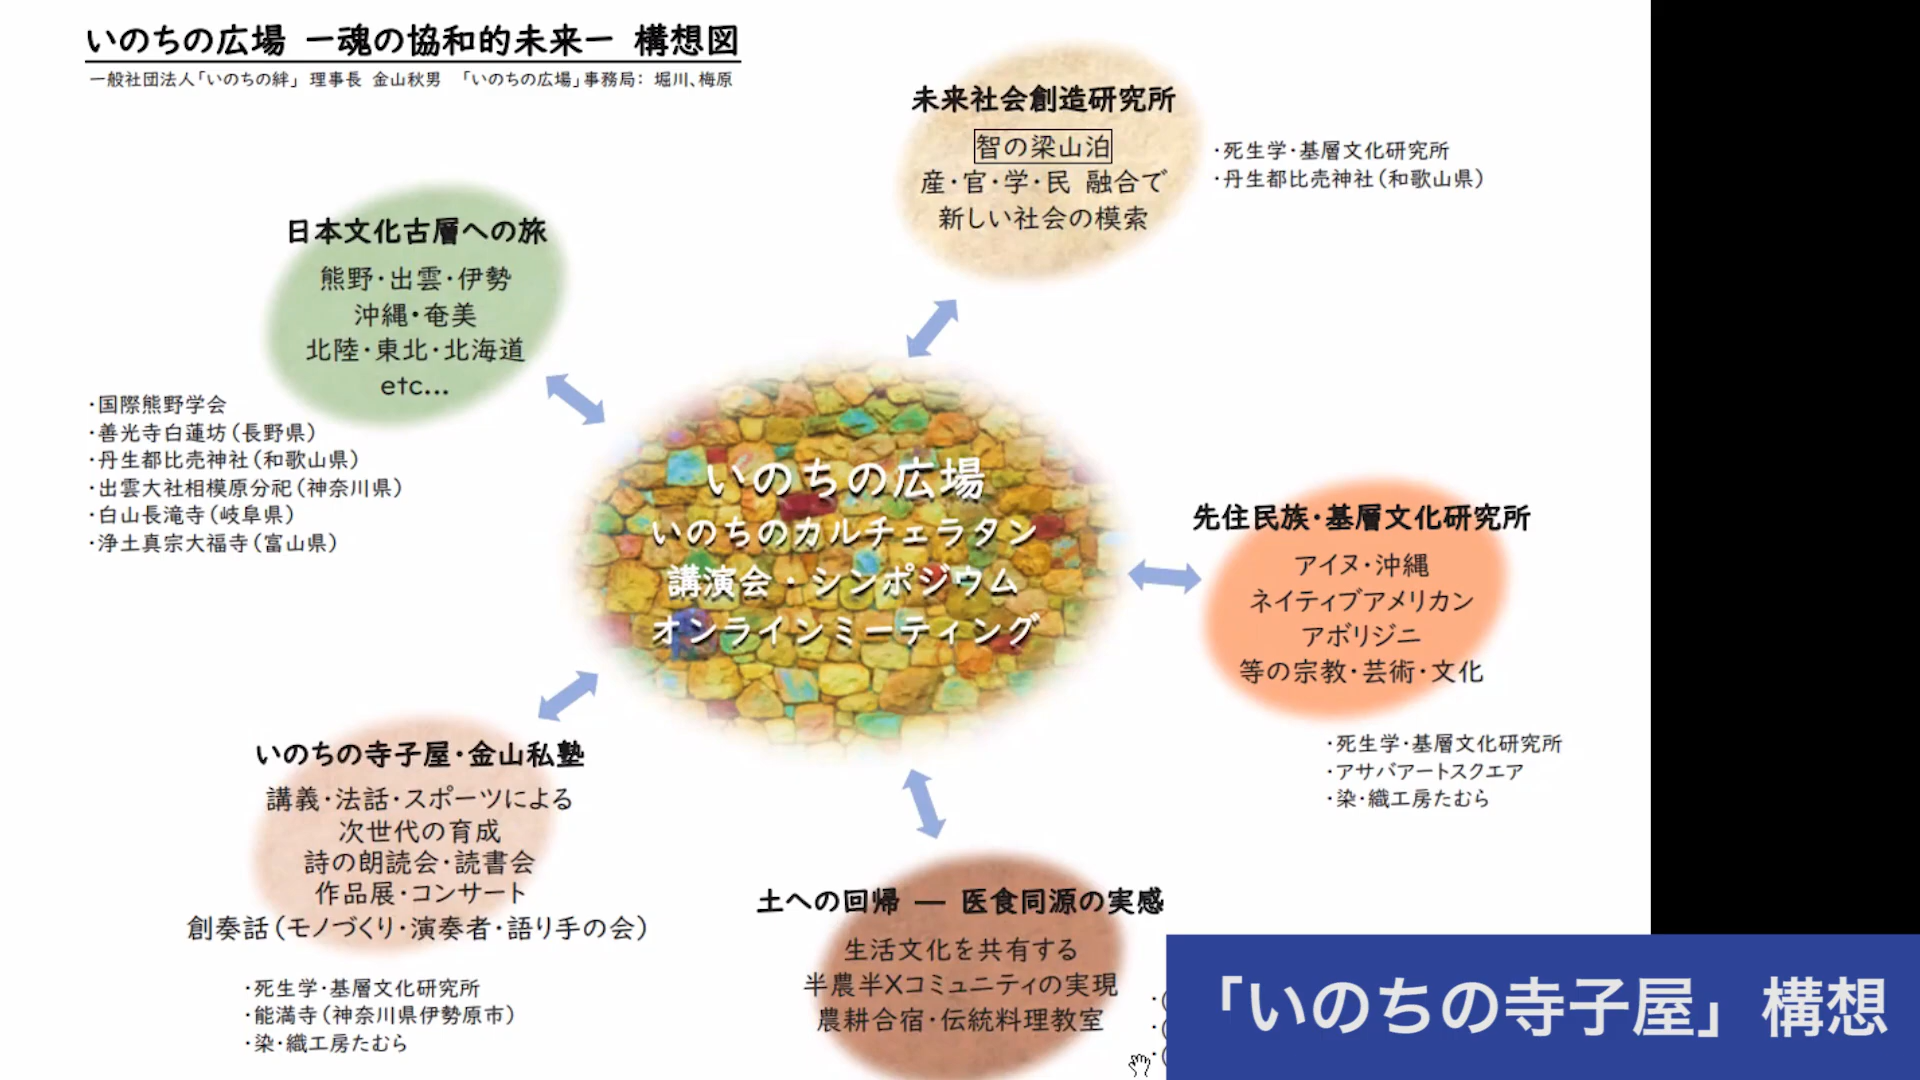 いのちの広場 ー魂の協和的未来ー 構想図
一般社団法人「いのちの絆」 理事長 金山秋男 「いのちの広場」事務局: 堀川、梅原
未来社会創造研究所
智の梁山泊
産・官・学・民 融合で
新しい社会の模索
・死生学・基層文化研究所
・丹生都比売神社(和歌山県)
日本文化古層への旅
熊野・出雲・伊勢
沖縄・奄美
北陸・東北・北海道
etc...
・国際熊野学会
・善光寺白蓮坊(長野県)
・丹生都比売神社(和歌山県)
・出雲大社相模原分祀(神奈川県)
・白山長滝寺(岐阜県)
・浄土真宗大福寺(富山県)
いのちの広場
いのちのカルチェラタン
講演会・シンポジウム
オンラインミーティング
先住民族・基層文化研究所
アイヌ・沖縄
ネイティブアメリカン
アボリジニ
等の宗教・芸術・文化
・死生学・基層文化研究所
・アサバアートスクエア
・染・織工房たむら
いのちの寺子屋・金山私塾
講義・法話・スポーツによる
次世代の育成
詩の朗読会・読書会
作品展・コンサート
創奏話(モノづくり・演奏者・語り手の会)
・死生学・基層文化研究所
・能満寺(神奈川県伊勢原市)
・染・織工房たむら
土への回帰 — 医食同源の実感
生活文化を共有する
半農半Xコミュニティの実現
農耕合宿・伝統料理教室
「いのちの寺子屋」構想